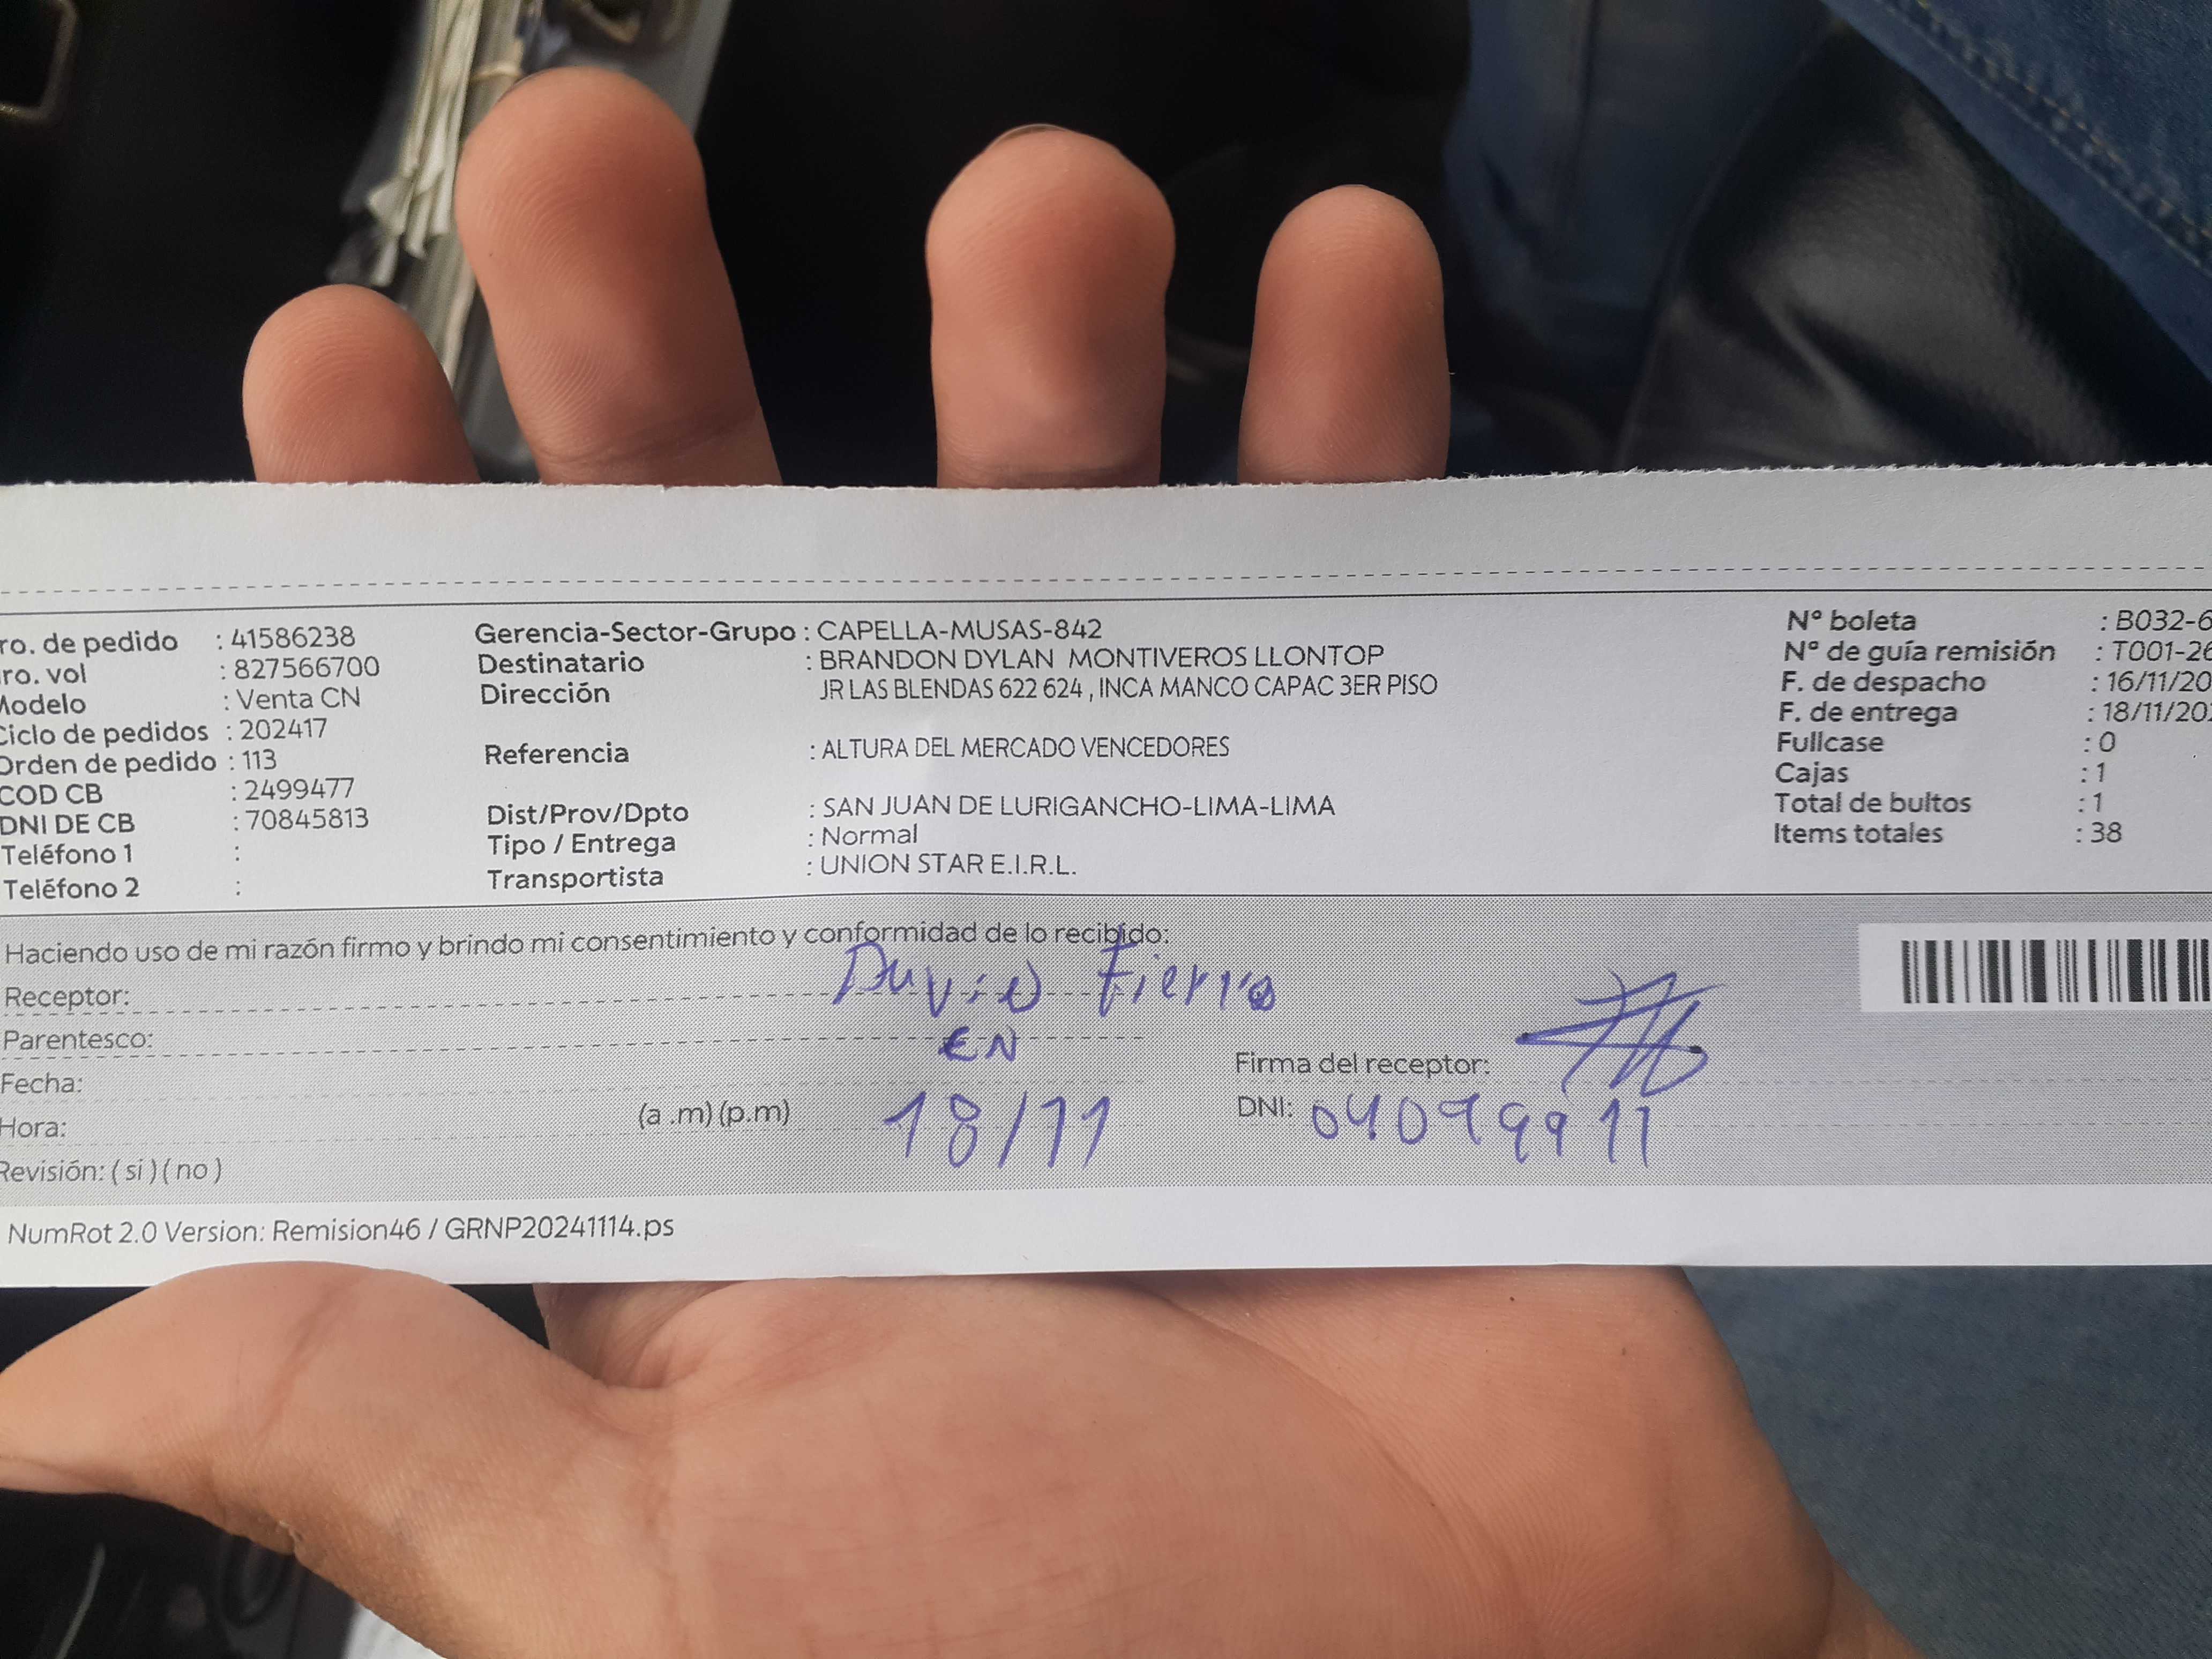 ro. de pedido : 41586238
ro. vol : 827566700
Modelo : Venta CN
Ciclo de pedidos : 202417
Orden de pedido : 113
COD CB : 2499477
DNI DE CB : 70845813
Teléfono 1 :
Teléfono 2 :
Gerencia-Sector-Grupo : CAPELLA-MUSAS-842
Destinatario : BRANDON DYLAN MONTIVEROS LLONTOP
Dirección JR LAS BLENDAS 622 624 , INCA MANCO CAPAC 3ER PISO
Referencia : ALTURA DEL MERCADO VENCEDORES
Dist/Prov/Dpto : SAN JUAN DE LURIGANCHO-LIMA-LIMA
Tipo / Entrega : Normal
Transportista : UNION STAR E.I.R.L.
Nº boleta : B032-6
Nº de guía remisión : T001-26
F. de despacho : 16/11/20
F. de entrega : 18/11/202
Fullcase : 0
Cajas : 1
Total de bultos : 1
Items totales : 38
Haciendo uso de mi razón firmo y brindo mi consentimiento y conformidad de lo recibido:
Receptor: Fierro
Parentesco: EN
Fecha:
Firma del receptor:
Hora: (a .m) (p.m) 18/11
DNI: 04099911
Revisión: ( si ) ( no )
NumRot 2.0 Version: Remision46 / GRNP20241114.ps